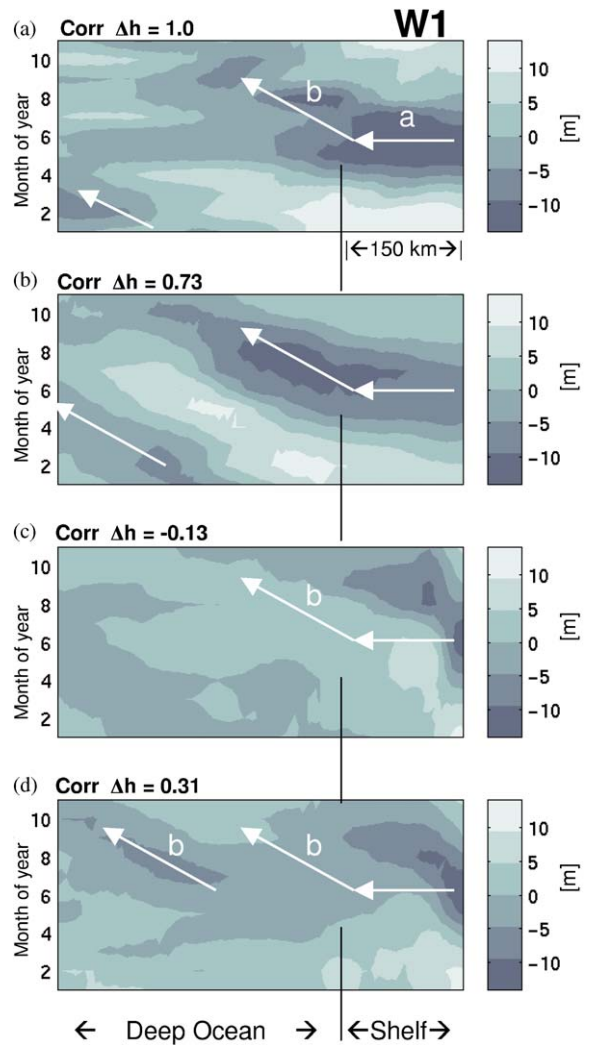 (a) Corr Δh = 1.0 W1
Month of year
10
8
6
4
2
b
a
10
5
0
-5
-10
[m]
|←150 km→|
(b) Corr Δh = 0.73
Month of year
10
8
6
4
2
10
5
0
-5
-10
[m]
(c) Corr Δh = -0.13
Month of year
10
8
6
4
2
b
10
5
0
-5
-10
[m]
(d) Corr Δh = 0.31
Month of year
10
8
6
4
2
b
b
10
5
0
-5
-10
[m]
← Deep Ocean → ←Shelf→